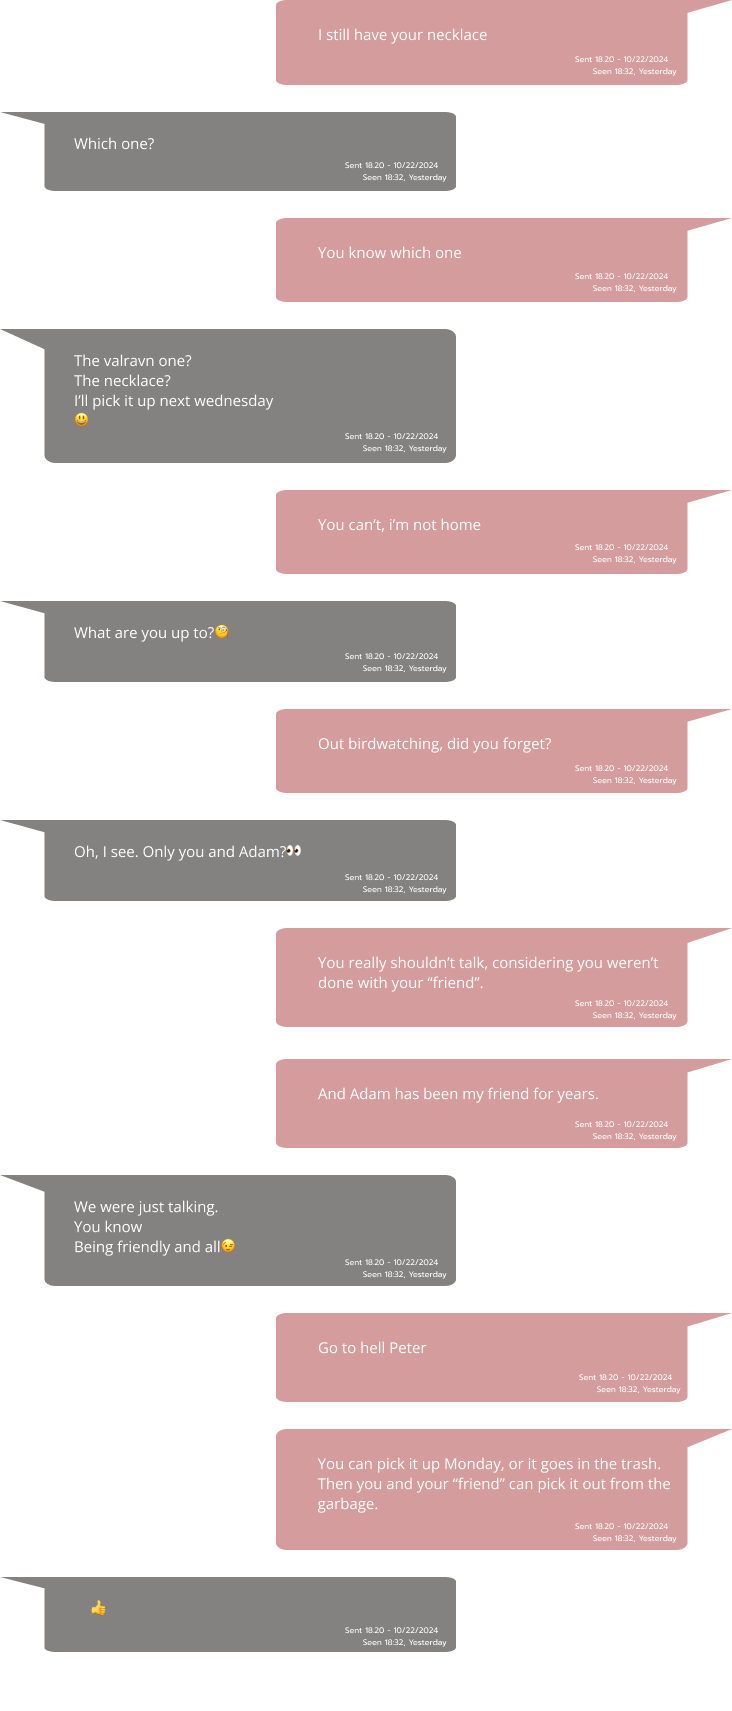 I still have your necklace
Sent 18.20 - 10/22/2024
Seen 18:32, Yesterday
Which one?
Sent 18.20 - 10/22/2024
Seen 18:32, Yesterday
You know which one
Sent 18.20 - 10/22/2024
Seen 18:32, Yesterday
The valravn one?
The necklace?
I’ll pick it up next wednesday
😃
Sent 18.20 - 10/22/2024
Seen 18:32, Yesterday
You can’t, i’m not home
Sent 18.20 - 10/22/2024
Seen 18:32, Yesterday
What are you up to?🧐
Sent 18.20 - 10/22/2024
Seen 18:32, Yesterday
Out birdwatching, did you forget?
Sent 18.20 - 10/22/2024
Seen 18:32, Yesterday
Oh, I see. Only you and Adam?👀
Sent 18.20 - 10/22/2024
Seen 18:32, Yesterday
You really shouldn’t talk, considering you weren’t
done with your “friend”.
Sent 18.20 - 10/22/2024
Seen 18:32, Yesterday
And Adam has been my friend for years.
Sent 18.20 - 10/22/2024
Seen 18:32, Yesterday
We were just talking.
You know
Being friendly and all😉
Sent 18.20 - 10/22/2024
Seen 18:32, Yesterday
Go to hell Peter
Sent 18.20 - 10/22/2024
Seen 18:32, Yesterday
You can pick it up Monday, or it goes in the trash.
Then you and your “friend” can pick it out from the
garbage.
Sent 18.20 - 10/22/2024
Seen 18:32, Yesterday
👍
Sent 18.20 - 10/22/2024
Seen 18:32, Yesterday